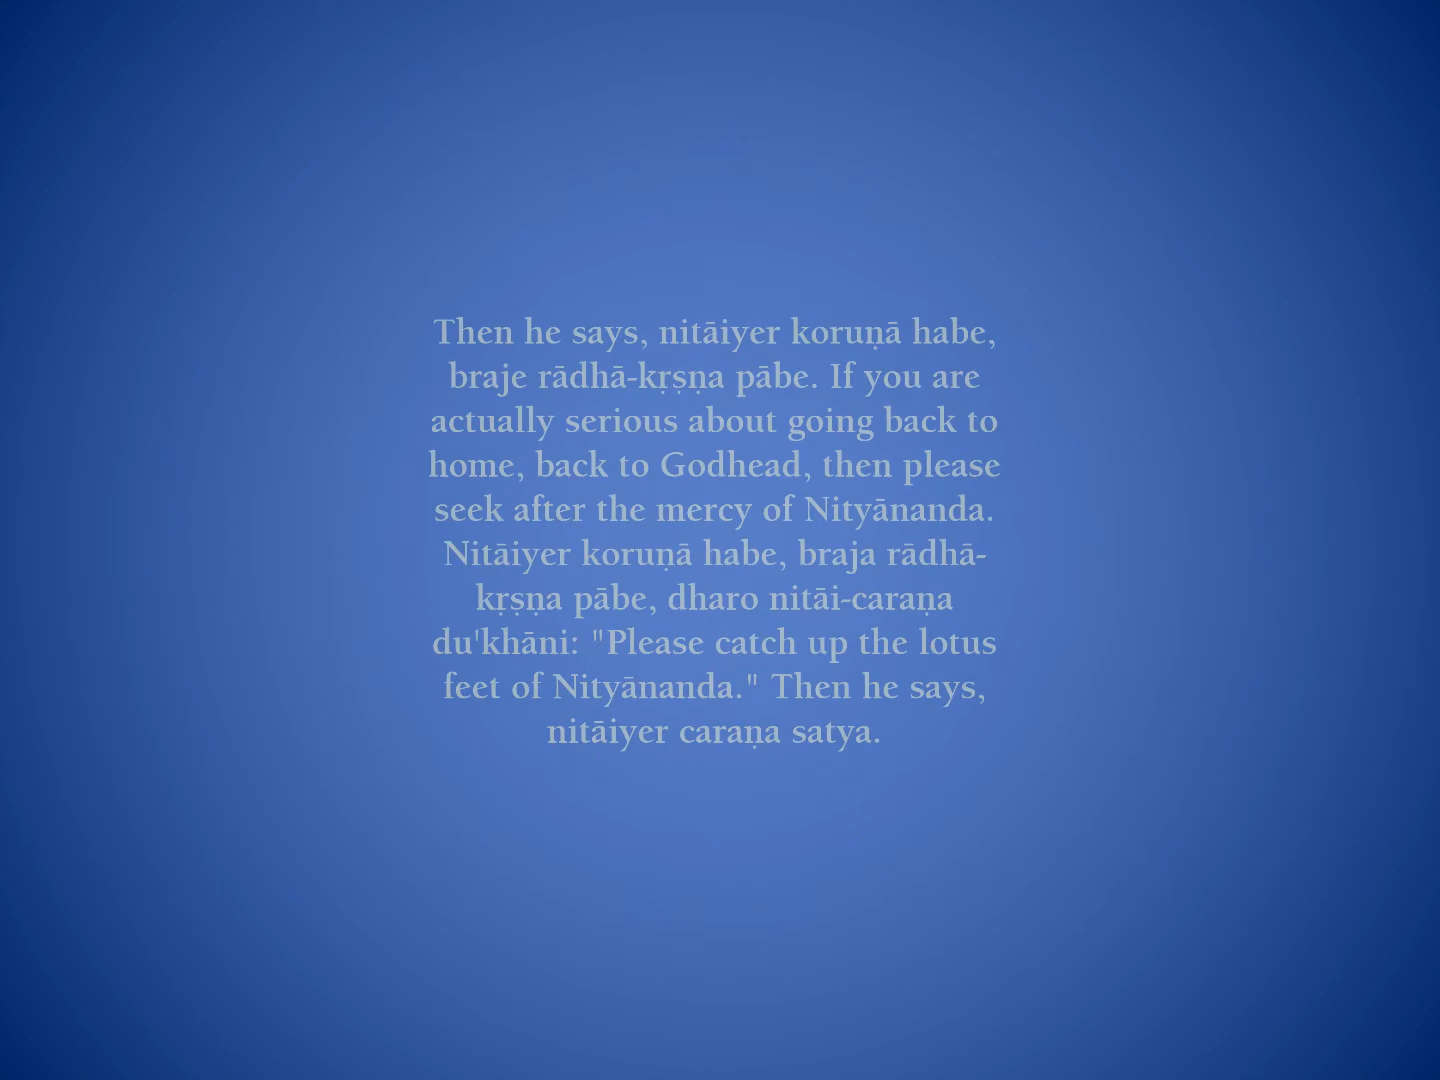 Then he says, nitāiyer koruṇā habe,
braje rādhā-kṛṣṇa pābe. If you are
actually serious about going back to
home, back to Godhead, then please
seek after the mercy of Nityānanda.
Nitāiyer koruṇā habe, braja rādhā-
kṛṣṇa pābe, dharo nitāi-caraṇa
du'khāni: "Please catch up the lotus
feet of Nityānanda." Then he says,
nitāiyer caraṇa satya.